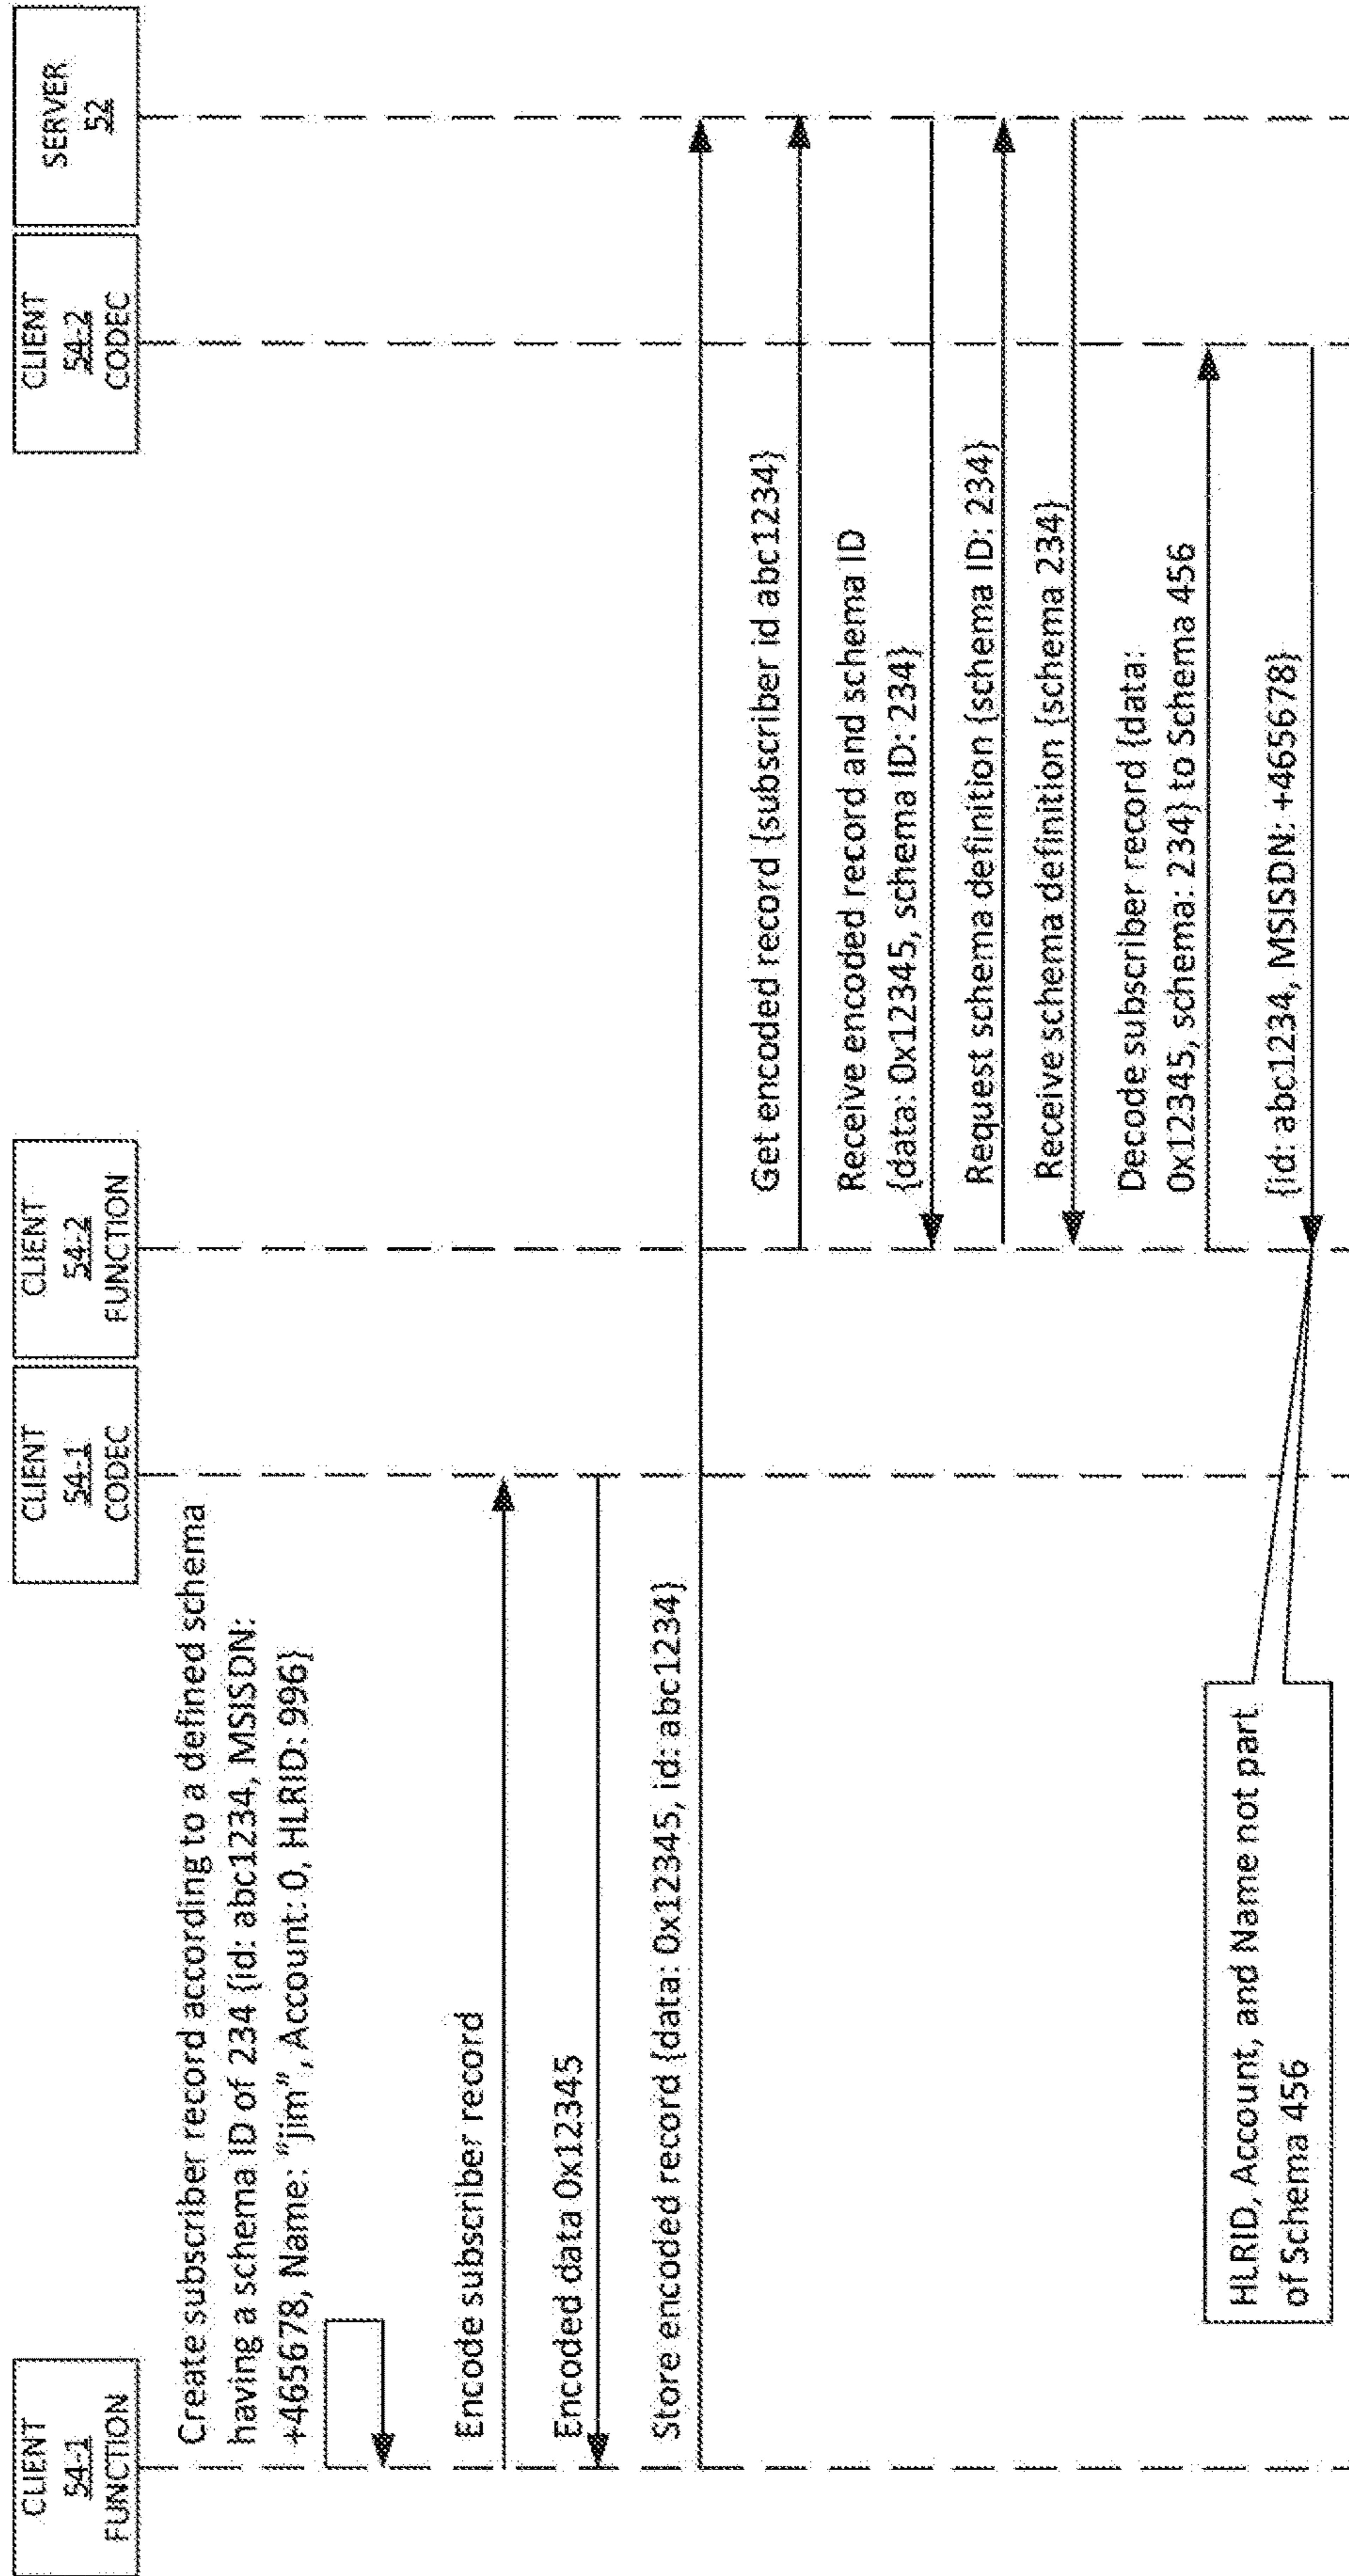 CLIENT
54-1
FUNCTION
CLIENT
54-1
CODEC
CLIENT
54-2
FUNCTION
CLIENT
54-2
CODEC
SERVER
52
Create subscriber record according to a defined schema
having a schema ID of 234 {id: abc1234, MSISDN:
+465678, Name: "jim", Account: 0, HLRID: 996}
Encode subscriber record
Encoded data 0x12345
Store encoded record {data: 0x12345, id: abc1234}
Get encoded record {subscriber id abc1234}
Receive encoded record and schema ID
{data: 0x12345, schema ID: 234}
Request schema definition {schema ID: 234}
Receive schema definition {schema 234}
Decode subscriber record {data:
0x12345, schema: 234} to Schema 456
{id: abc1234, MSISDN: +465678}
HLRID, Account, and Name not part
of Schema 456